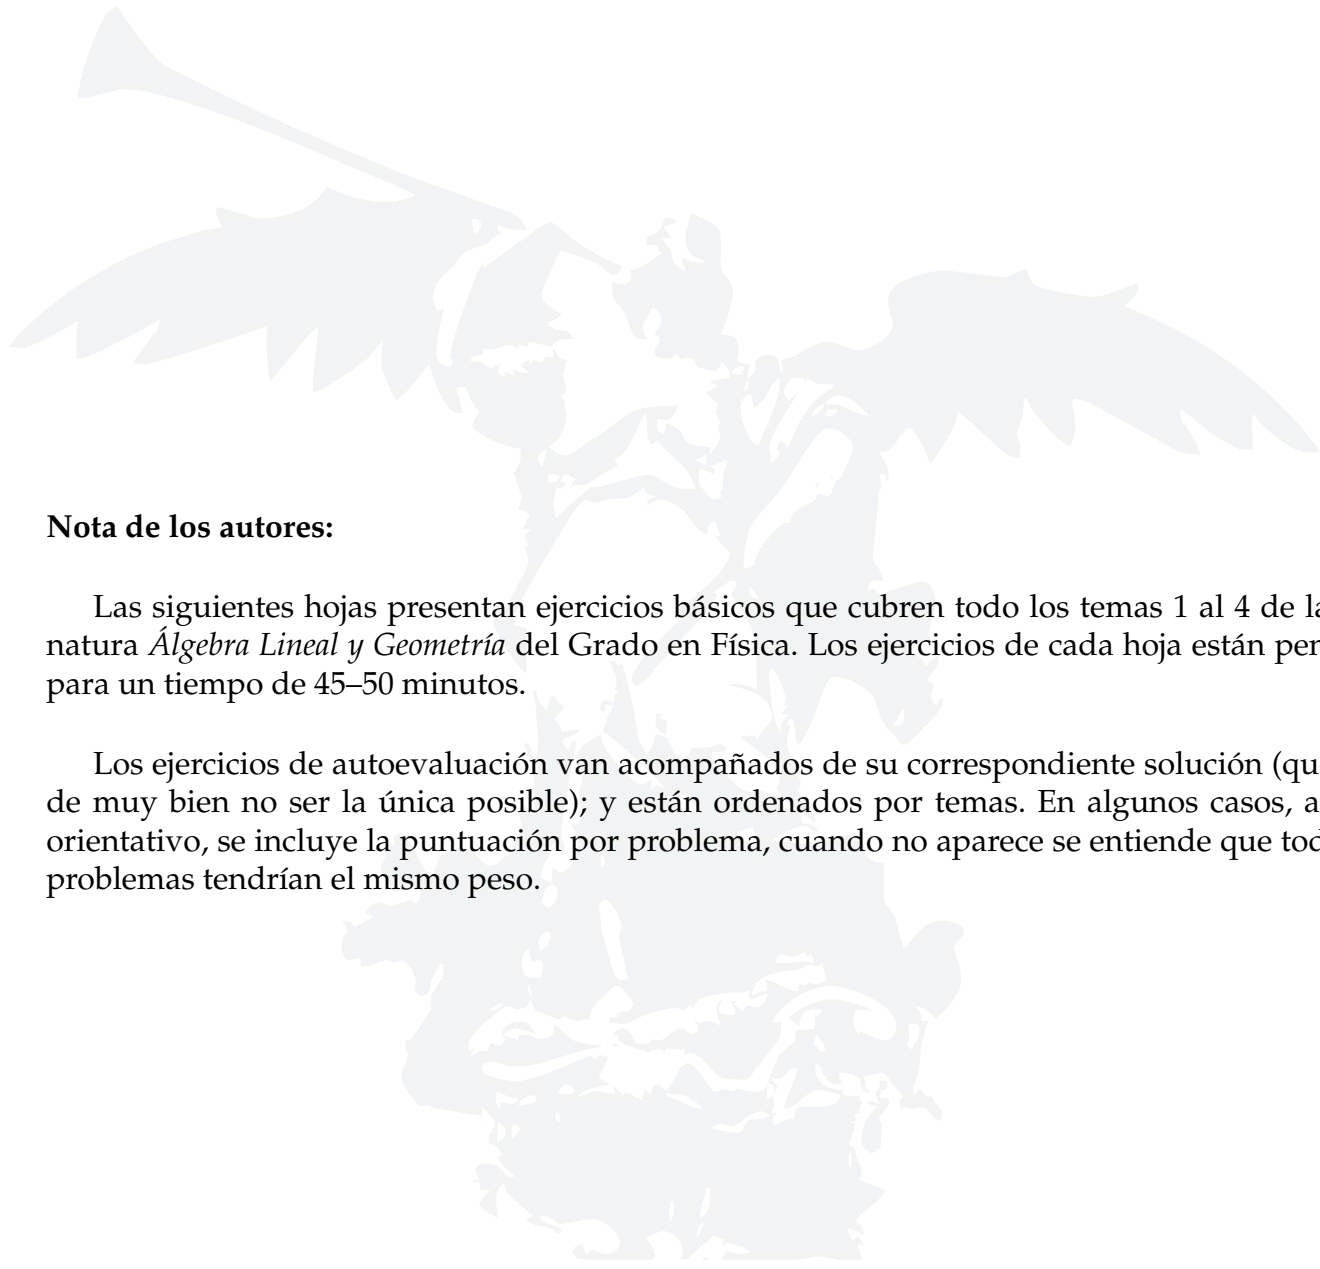 Nota de los autores:
Las siguientes hojas presentan ejercicios básicos que cubren todo los temas 1 al 4 de la
natura Álgebra Lineal y Geometría del Grado en Física. Los ejercicios de cada hoja están pen
para un tiempo de 45–50 minutos.
Los ejercicios de autoevaluación van acompañados de su correspondiente solución (que
de muy bien no ser la única posible); y están ordenados por temas. En algunos casos, a
orientativo, se incluye la puntuación por problema, cuando no aparece se entiende que tod
problemas tendrían el mismo peso.